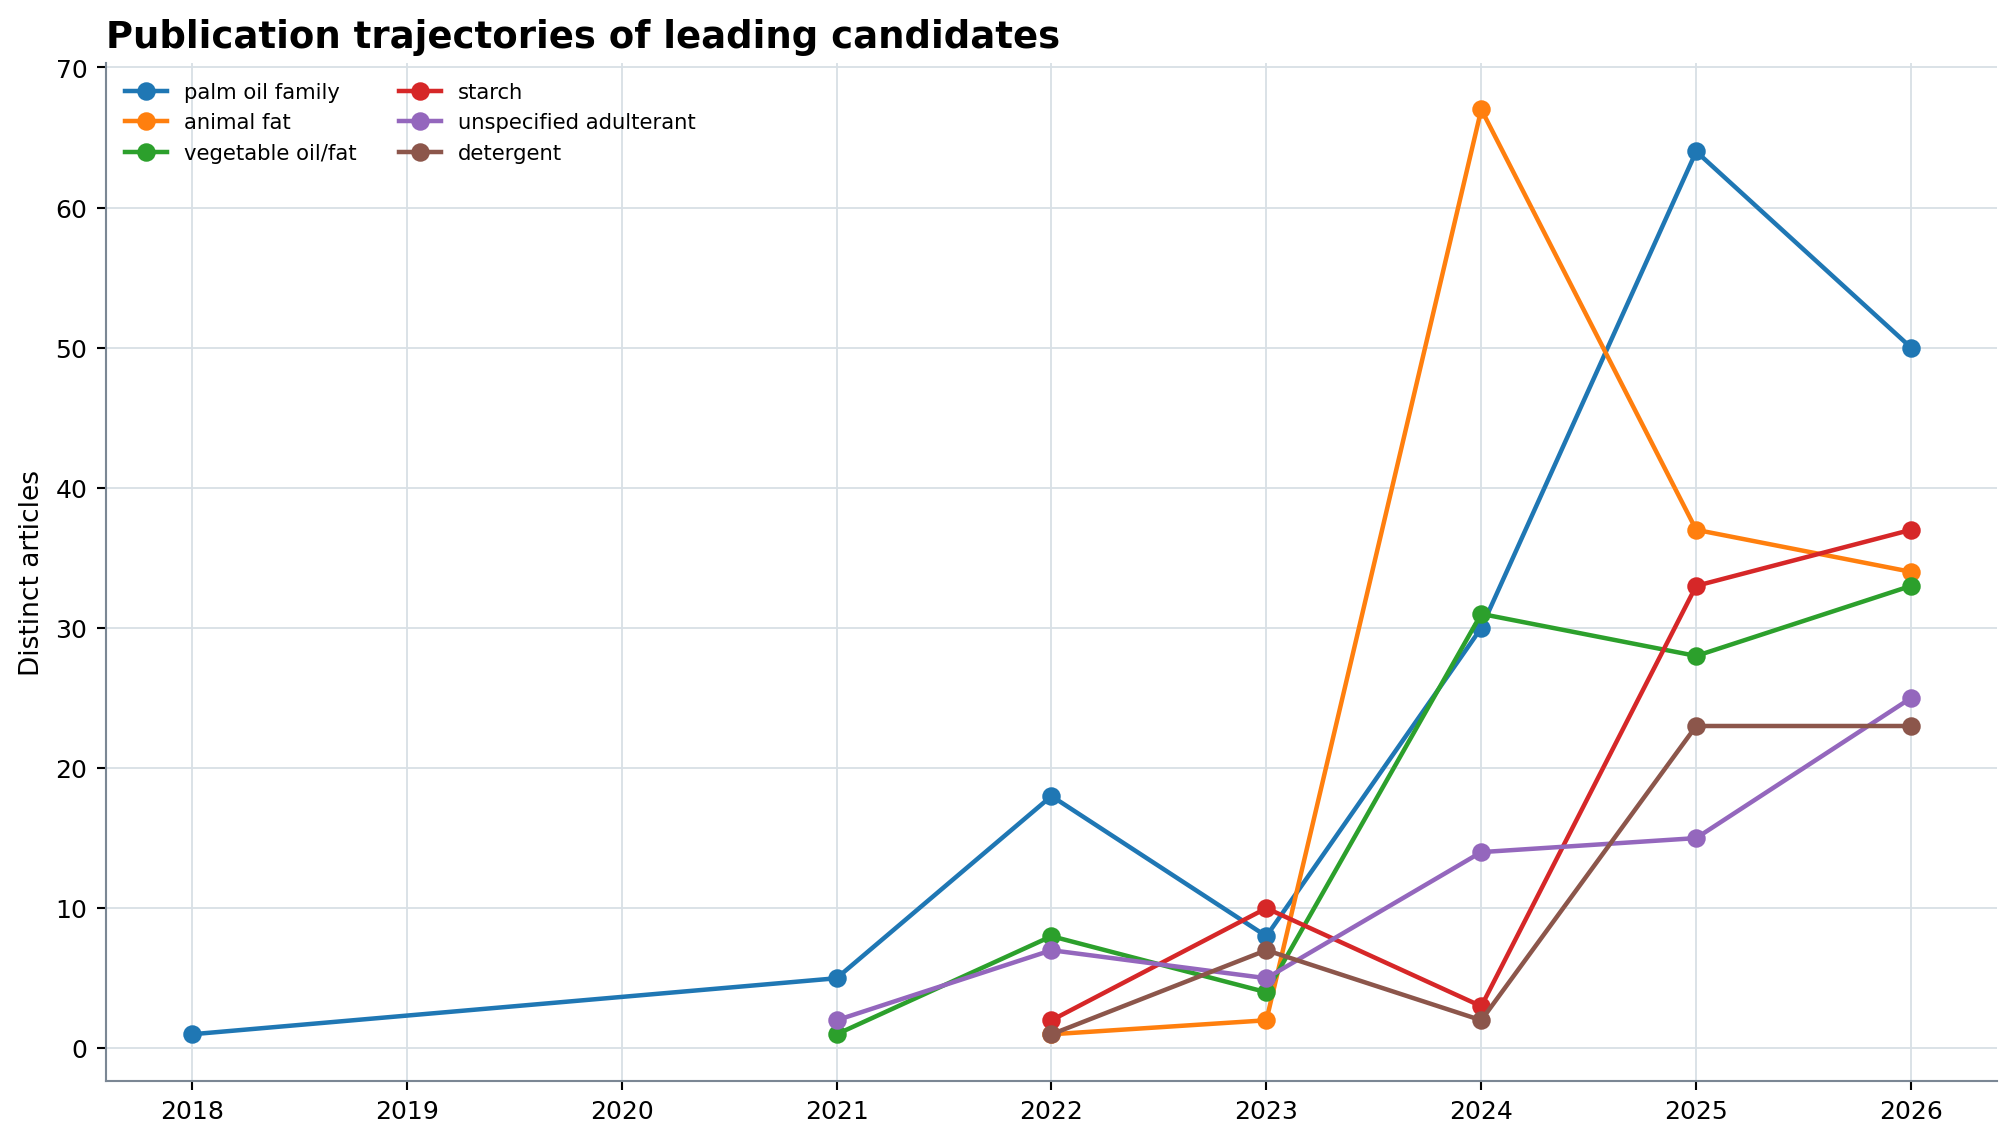 Publication trajectories of leading candidates
palm oil family
animal fat
vegetable oil/fat
starch
unspecified adulterant
detergent
Distinct articles
70
60
50
40
30
20
10
0
2018 2019 2020 2021 2022 2023 2024 2025 2026